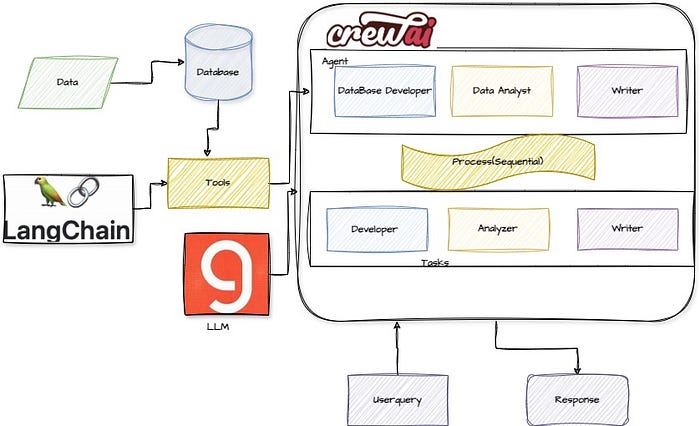 crewai
Agent
Data
Database
DataBase Developer
Data Analyst
Writer
Process(Sequential)
Tools
LangChain
Developer
Analyzer
Writer
Tasks
g
LLM
Userquery
Response